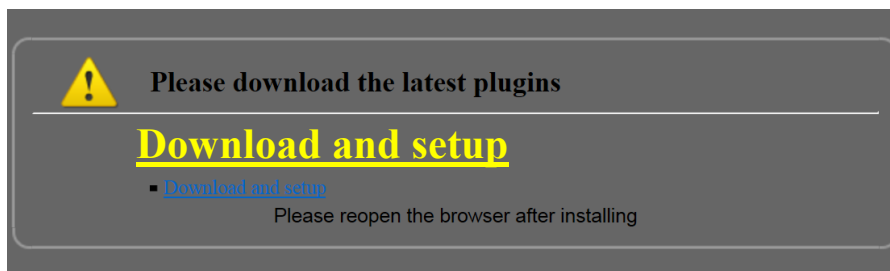 Please download the latest plugins
Download and setup
Download and setup
Please reopen the browser after installing